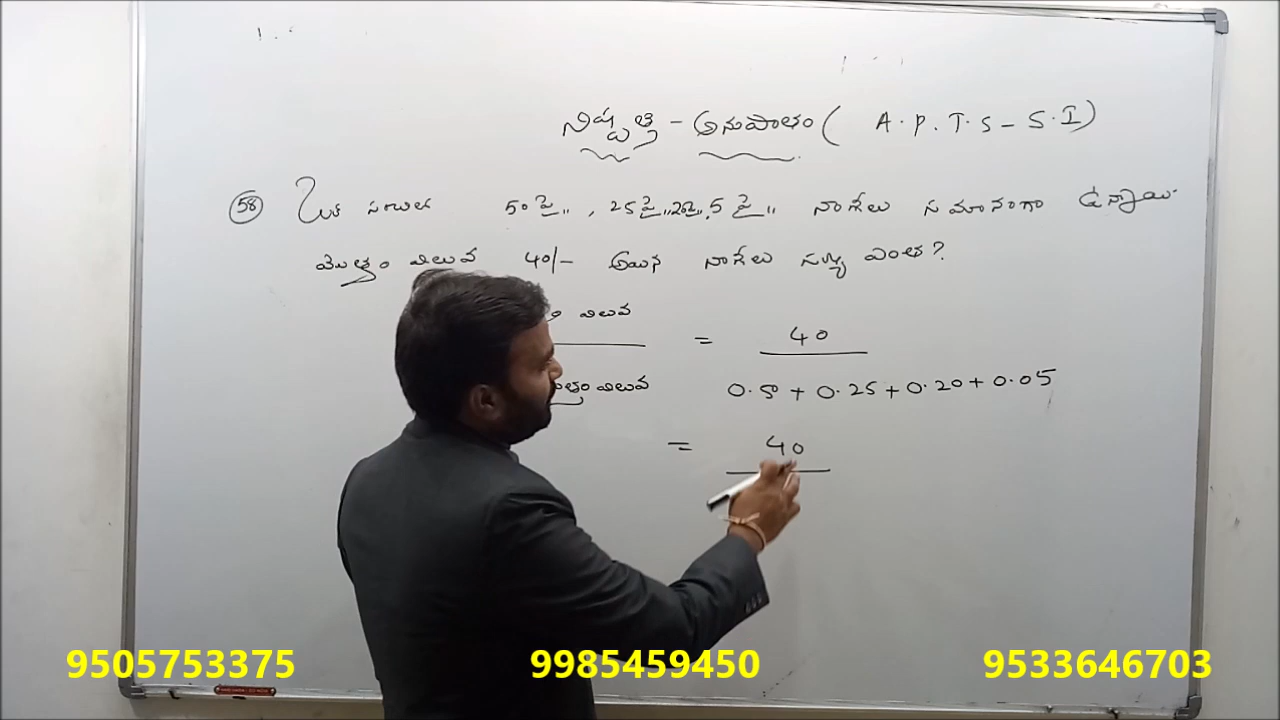 నిష్పత్తి - అనుపాతం ( A.P.T.S - S.I )
58 ఒక సంచిలో 50 పై,, , 25 పై,, 20పై,, 5 పై,, నాణేలు సమానంగా ఉన్నాయి.
మొత్తం విలువ 40/- అయిన నాణేలు సంఖ్య ఎంత?
విలువ = 40
విలువ 0.50 + 0.25 + 0.20 + 0.05
= 40
9505753375 9985459450 9533646703